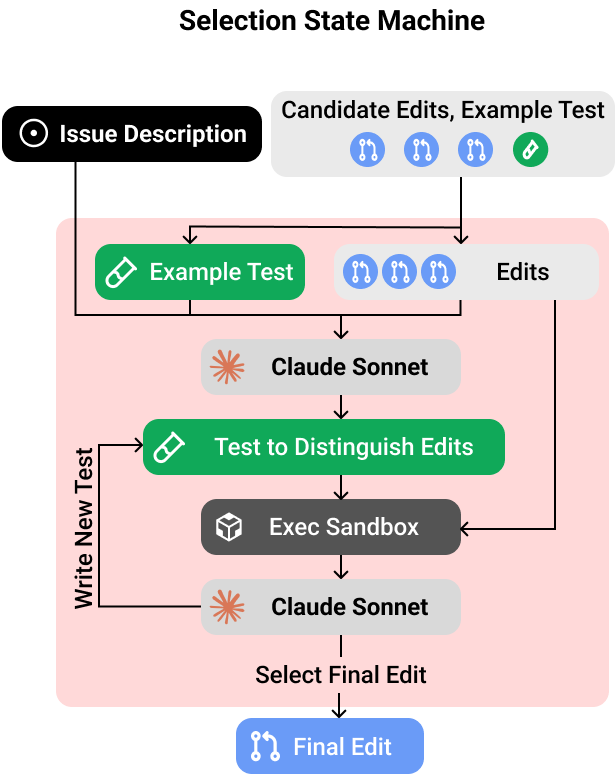 Selection State Machine
Issue Description
Candidate Edits, Example Test
Example Test
Edits
Claude Sonnet
Test to Distinguish Edits
Write New Test
Exec Sandbox
Claude Sonnet
Select Final Edit
Final Edit